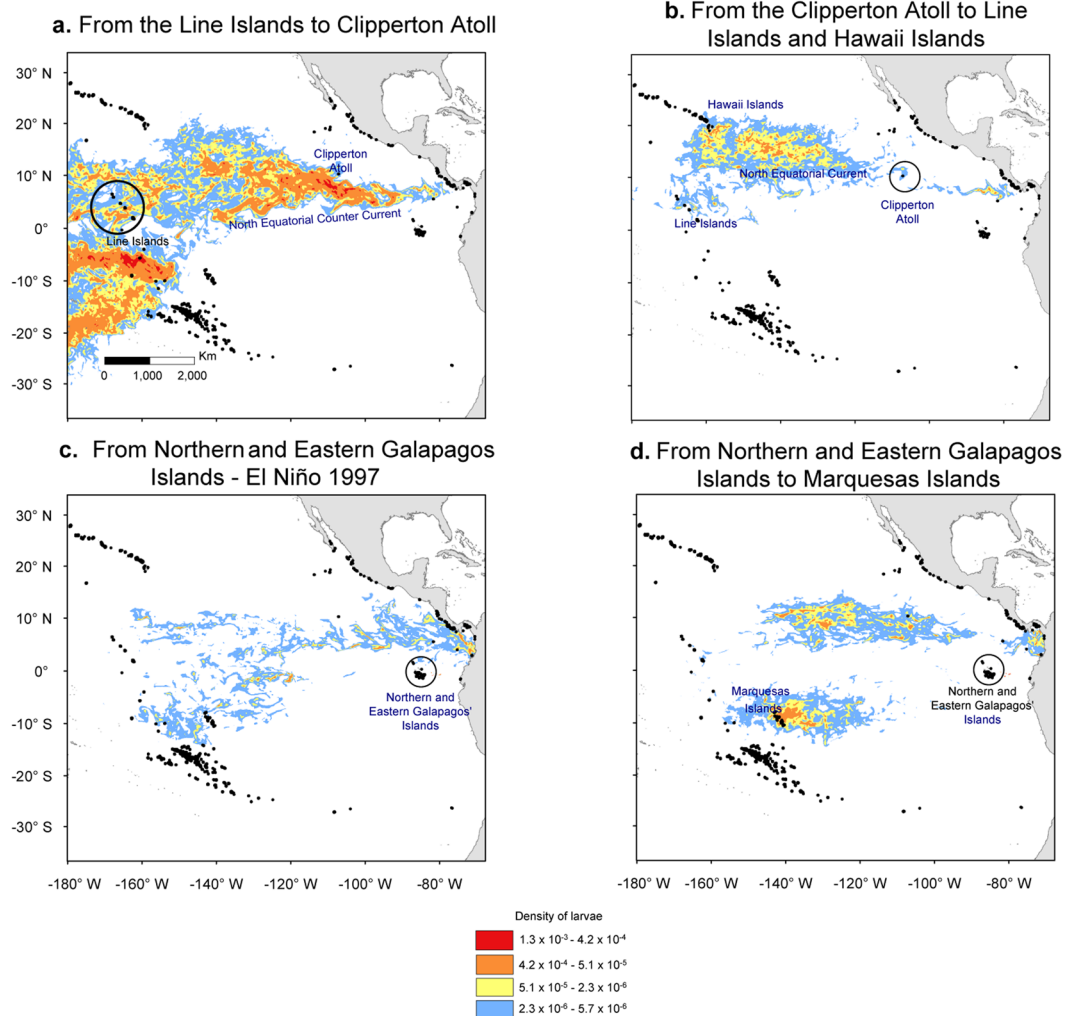 a. From the Line Islands to Clipperton Atoll
30° N
20° N
10° N
0°
-10° S
-20° S
-30° S
Clipperton
Atoll
North Equatorial Counter Current
Line Islands
Km
0 1,000 2,000
b. From the Clipperton Atoll to Line
Islands and Hawaii Islands
Hawaii Islands
North Equatorial Current
Line Islands
Clipperton
Atoll
c. From Northern and Eastern Galapagos
Islands - El Niño 1997
30° N
20° N
10° N
0°
-10° S
-20° S
-30° S
Northern and
Eastern Galapagos'
Islands
-180° W -160° W -140° W -120° W -100° W -80° W
d. From Northern and Eastern Galapagos
Islands to Marquesas Islands
Marquesas
Islands
Northern and
Eastern Galapagos'
Islands
-180° W -160° W -140° W -120° W -100° W -80° W
Density of larvae
1.3 x 10⁻³ - 4.2 x 10⁻⁴
4.2 x 10⁻⁴ - 5.1 x 10⁻⁵
5.1 x 10⁻⁵ - 2.3 x 10⁻⁶
2.3 x 10⁻⁶ - 5.7 x 10⁻⁶